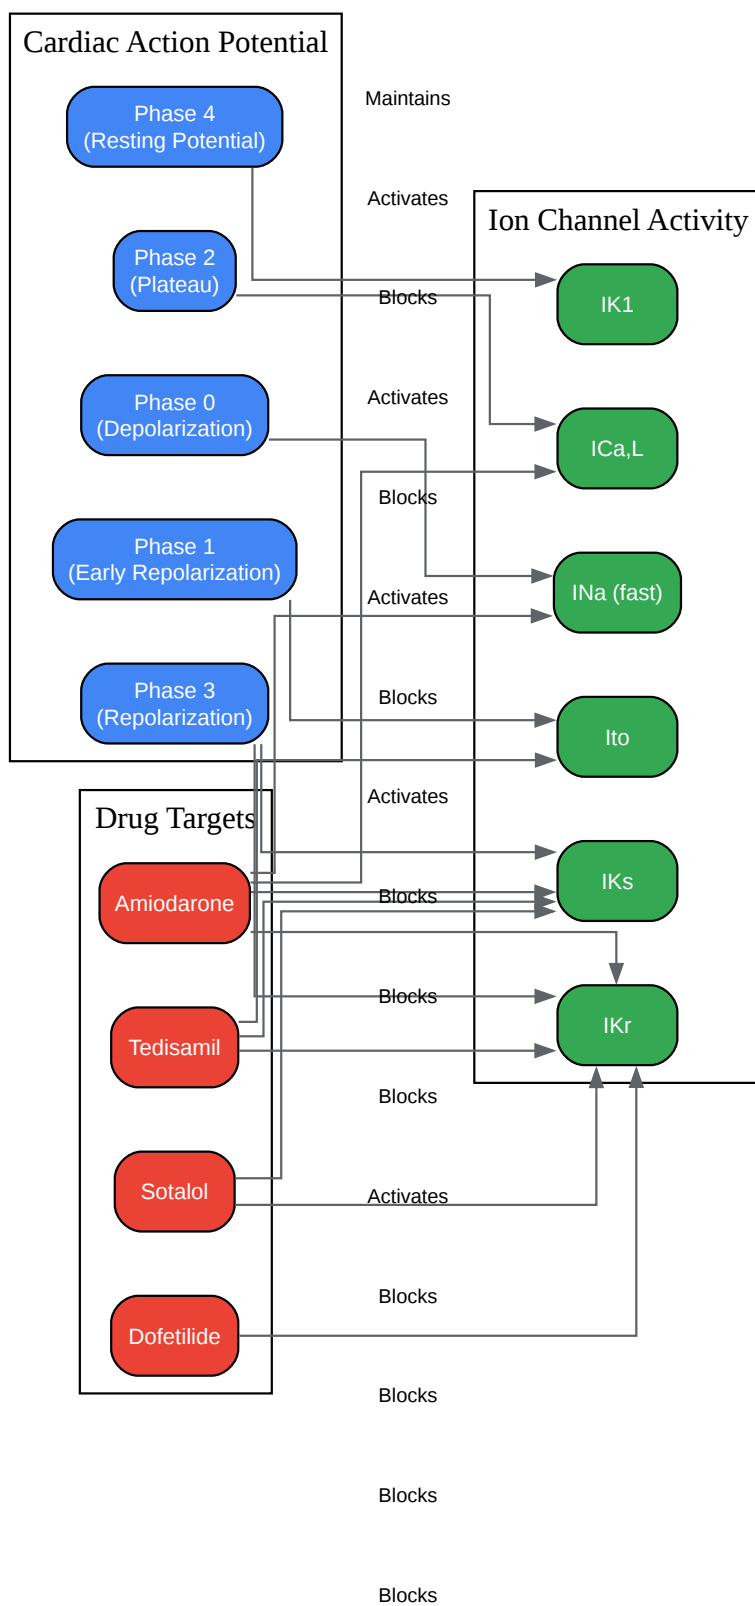 Cardiac Action Potential
Phase 4
(Resting Potential)
Phase 2
(Plateau)
Phase 0
(Depolarization)
Phase 1
(Early Repolarization)
Phase 3
(Repolarization)
Drug Targets
Amiodarone
Tedisamil
Sotalol
Dofetilide
Maintains
Activates
Blocks
Activates
Blocks
Activates
Blocks
Activates
Blocks
Blocks
Blocks
Activates
Blocks
Blocks
Blocks
Blocks
Ion Channel Activity
IK1
ICa,L
INa (fast)
Ito
IKs
IKr